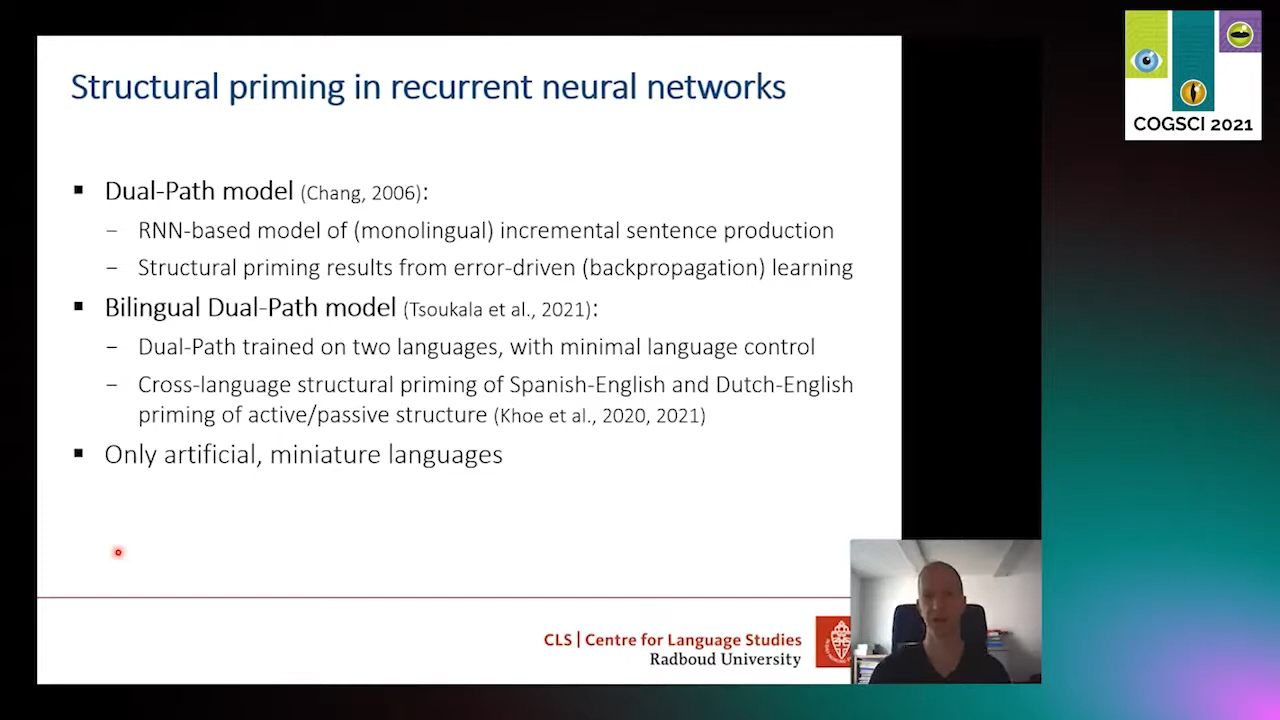 Structural priming in recurrent neural networks
▪ Dual-Path model (Chang, 2006):
– RNN-based model of (monolingual) incremental sentence production
– Structural priming results from error-driven (backpropagation) learning
▪ Bilingual Dual-Path model (Tsoukala et al., 2021):
– Dual-Path trained on two languages, with minimal language control
– Cross-language structural priming of Spanish-English and Dutch-English
priming of active/passive structure (Khoe et al., 2020, 2021)
▪ Only artificial, miniature languages
CLS | Centre for Language Studies
Radboud University
COGSCI 2021